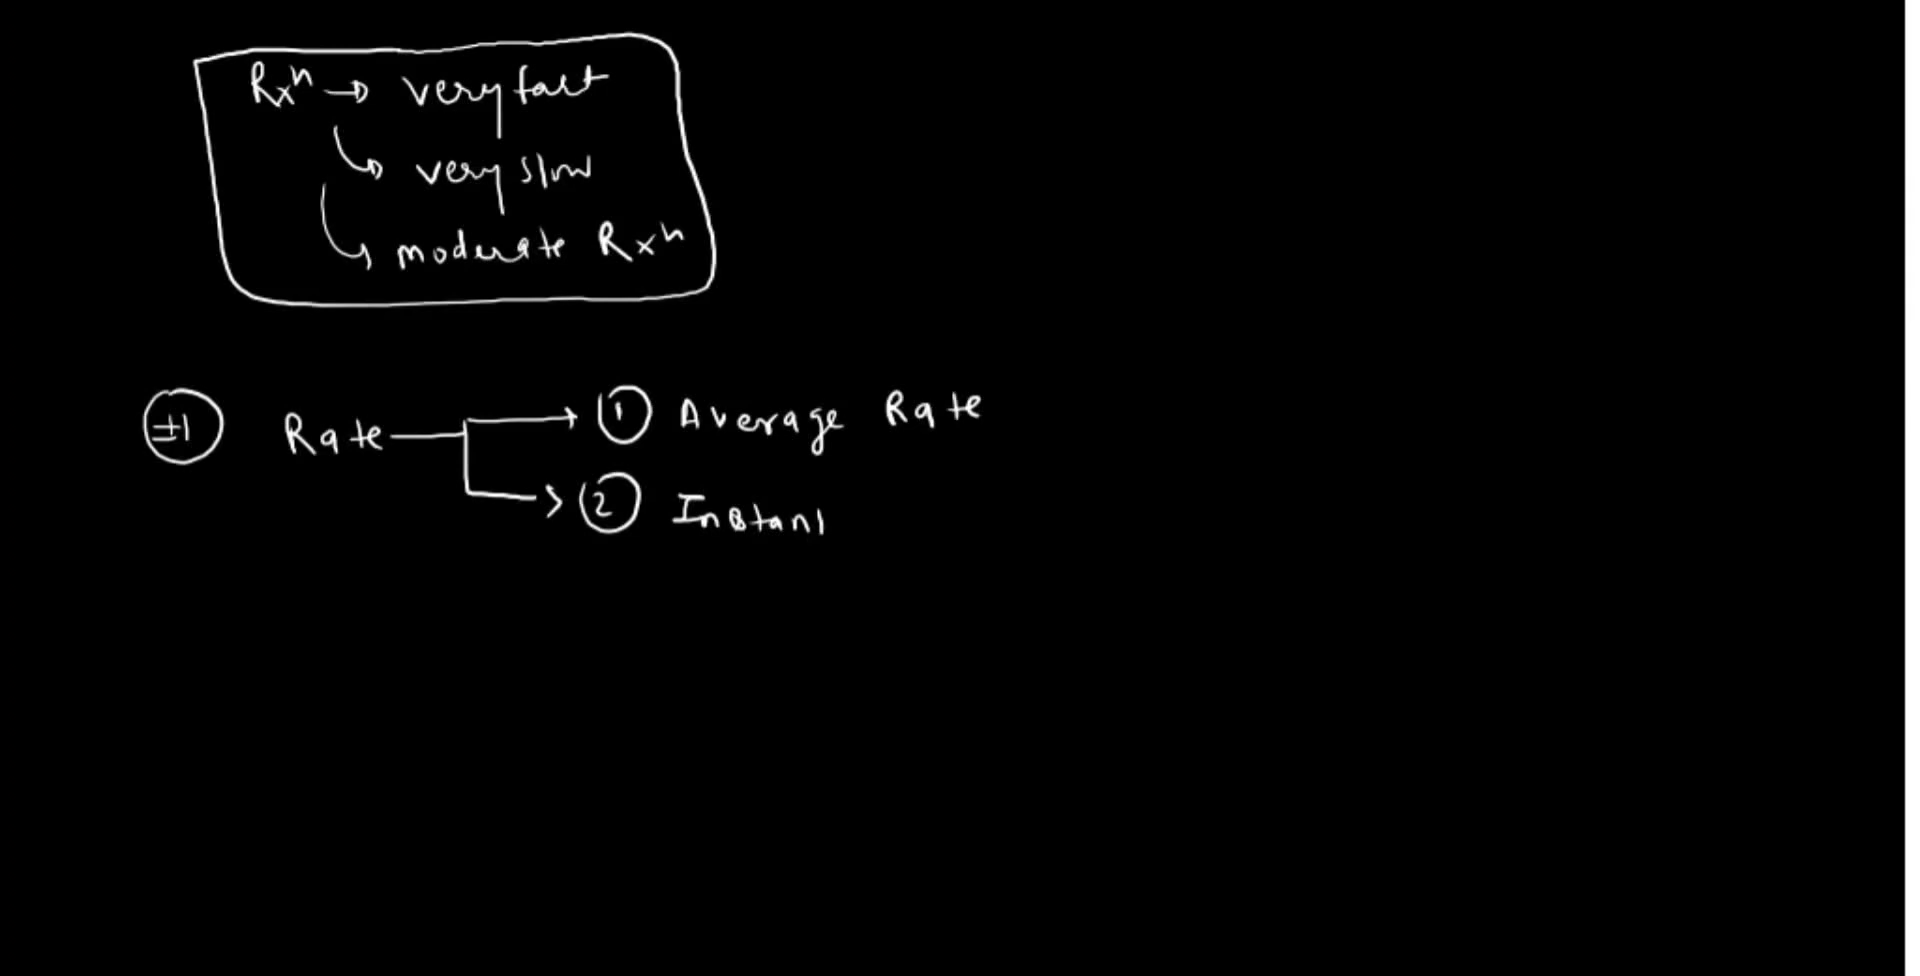 Rxⁿ → very fast
↳ very slow
↳ moderate Rxⁿ
±1 Rate → ① Average Rate
→ ② Instant